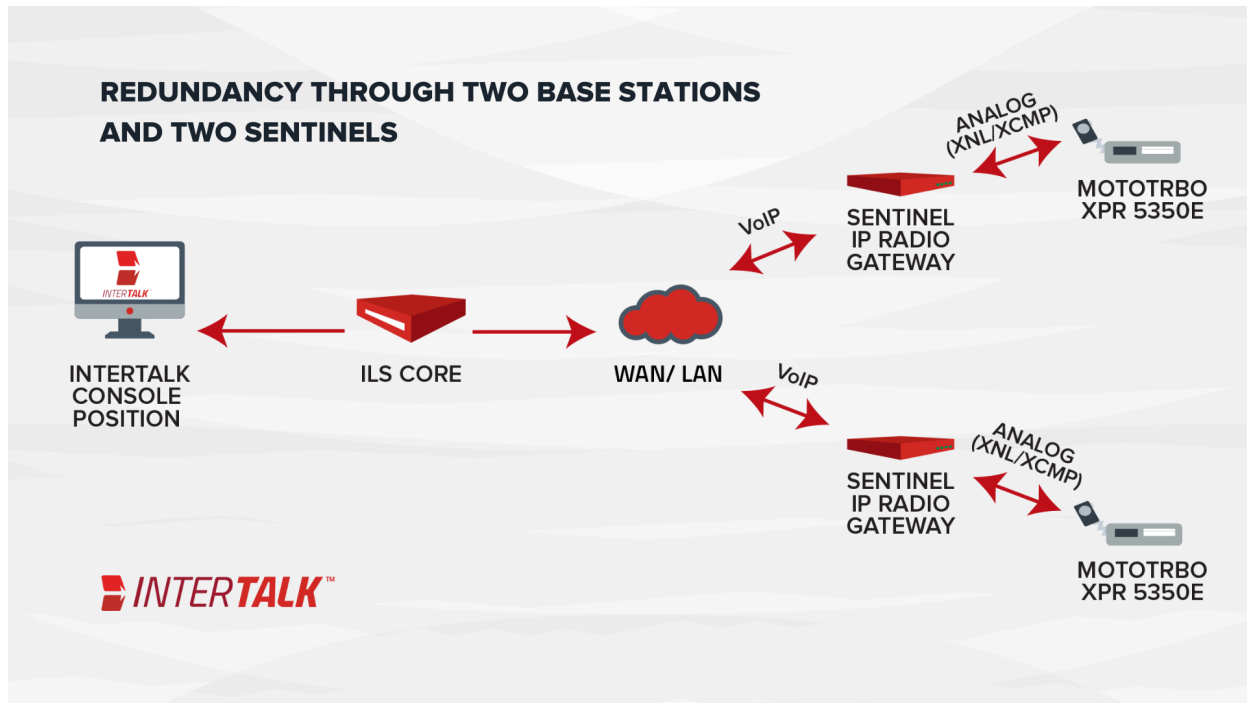 REDUNDANCY THROUGH TWO BASE STATIONS
AND TWO SENTINELS
INTERTALK
INTERTALK
CONSOLE
POSITION
ILS CORE
WAN/ LAN
VoIP
SENTINEL
IP RADIO
GATEWAY
ANALOG
(XNL/XCMP)
MOTOTRBO
XPR 5350E
VoIP
SENTINEL
IP RADIO
GATEWAY
ANALOG
(XNL/XCMP)
MOTOTRBO
XPR 5350E
INTERTALK™